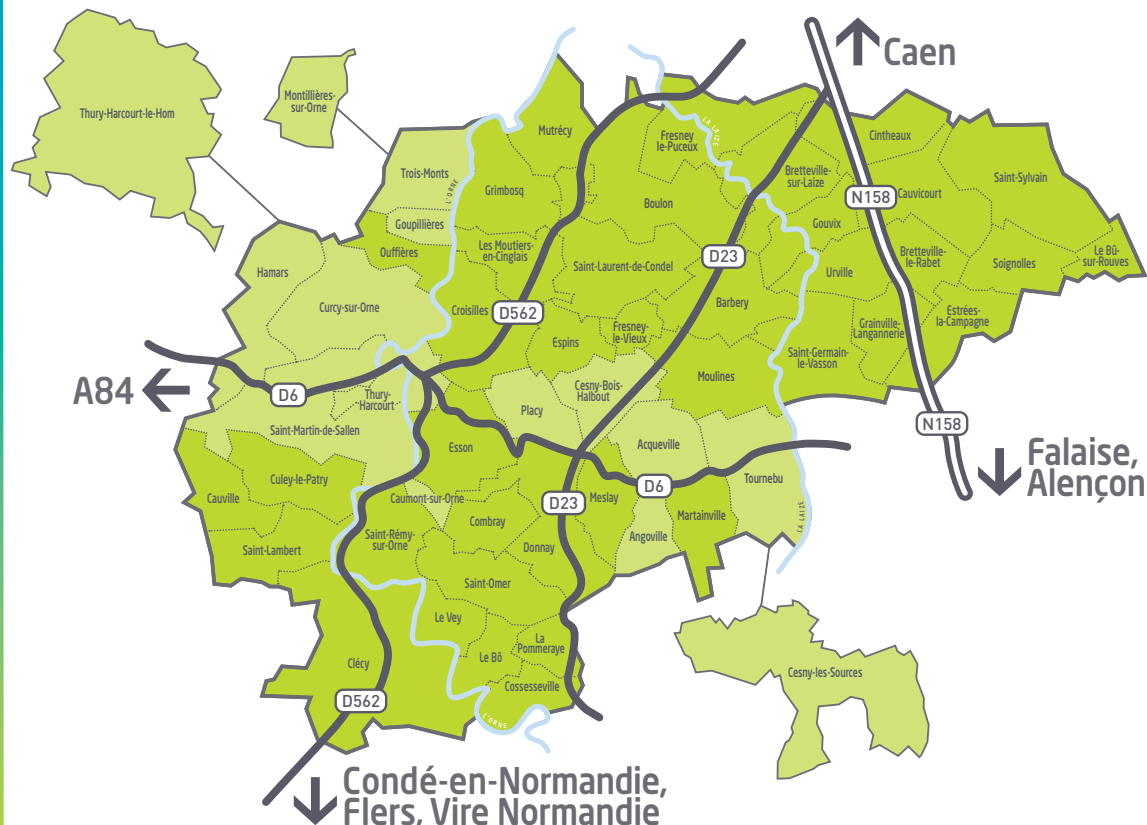 Caen
Thury-Harcourt-le-Hom
Montillières-
sur-Orne
Mutrécy
Fresney
le-Puceux
LA LAIZE
Cintheaux
Trois-Monts
L'ORNE
Grimbosq
Boulon
Bretteville-
sur-Laize
Saint-Sylvain
N158
Cauvicourt
Goupillières
Ouffières
Les Moutiers-
en-Cinglais
Gouvix
Bretteville-
le-Rabet
Soignolles
Le Bû-
sur-Rouves
Hamars
Saint-Laurent-de-Condel
D23
Urville
Curcy-sur-Orne
Croisilles
D562
Barbery
Estrées-
la-Campagne
Espins
Fresney-
le-Vieux
Grainville-
Langannerie
Saint-Germain-
le-Vasson
Moulines
A84
D6
Thury-
Harcourt
Placy
Cesny-Bois-
Halbout
N158
Saint-Martin-de-Sallen
Esson
Acqueville
Falaise,
Alençon
Tournebu
Culey-le-Patry
Cauville
Caumont-sur-Orne
D23
Meslay
D6
Martainville
LA LAIZE
Combray
Saint-Rémy-
sur-Orne
Donnay
Angoville
Saint-Lambert
Saint-Omer
Le Vey
La
Pommeraye
Le Bô
Clécy
Cossesseville
Cesny-les-Sources
D562
L'ORNE
Condé-en-Normandie,
Flers, Vire Normandie